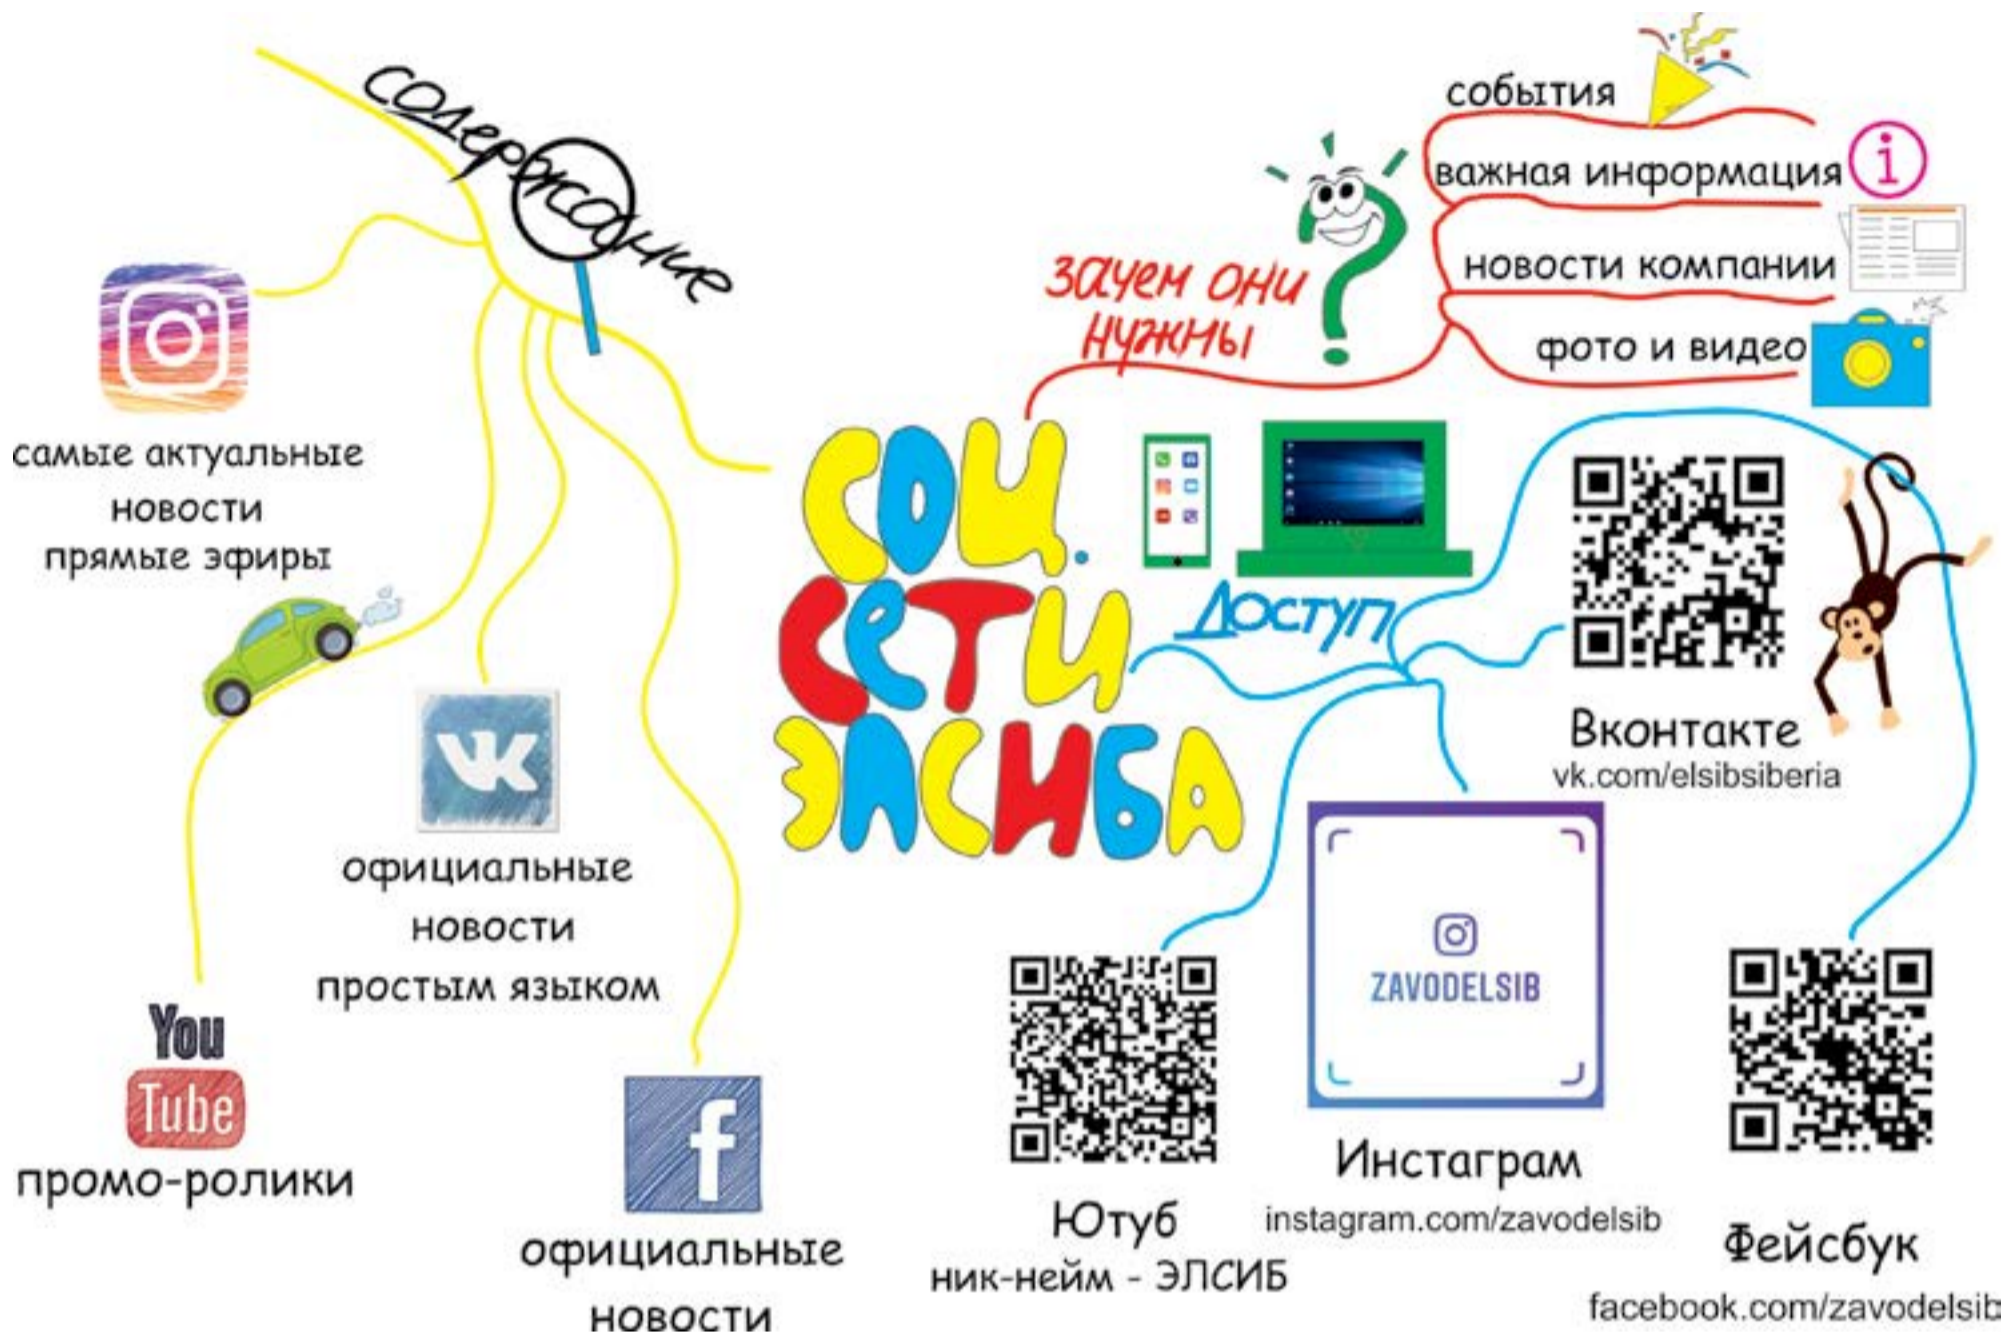 содержание
самые актуальные
новости
прямые эфиры
официальные
новости
простым языком
You
Tube
промо-ролики
f
официальные
новости
соц.
сети
Элсиба
зачем они
нужны
события
важная информация
i
новости компании
фото и видео
доступ
Вконтакте
vk.com/elsibsiberia
ZAVODELSIB
Инстаграм
instagram.com/zavodelsib
Ютуб
ник-нейм - ЭЛСИБ
Фейсбук
facebook.com/zavodelsib